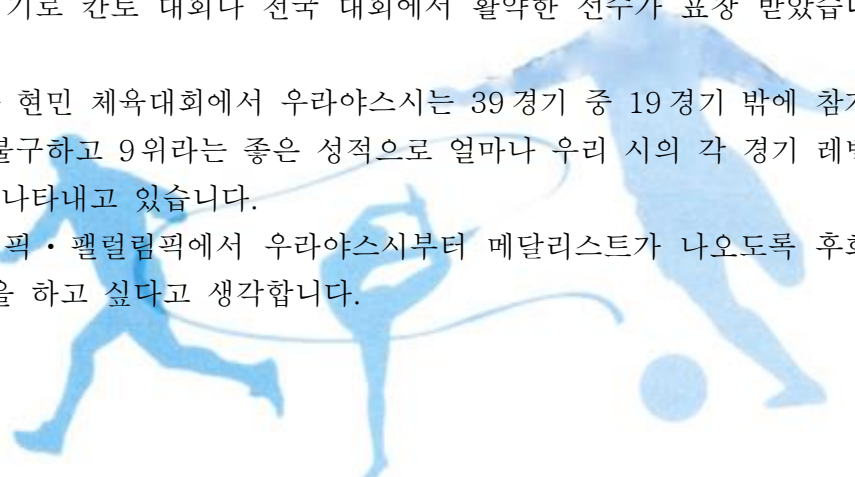 기로 칸토 대회나 전국 대회에서 활약한 선수가 표창 받았습니
현민 체육대회에서 우라야스시는 39 경기 중 19 경기 밖에 참가
불구하고 9위라는 좋은 성적으로 얼마나 우리 시의 각 경기 레벨
나타내고 있습니다.
픽・팰럴림픽에서 우라야스시부터 메달리스트가 나오도록 후
을 하고 싶다고 생각합니다.